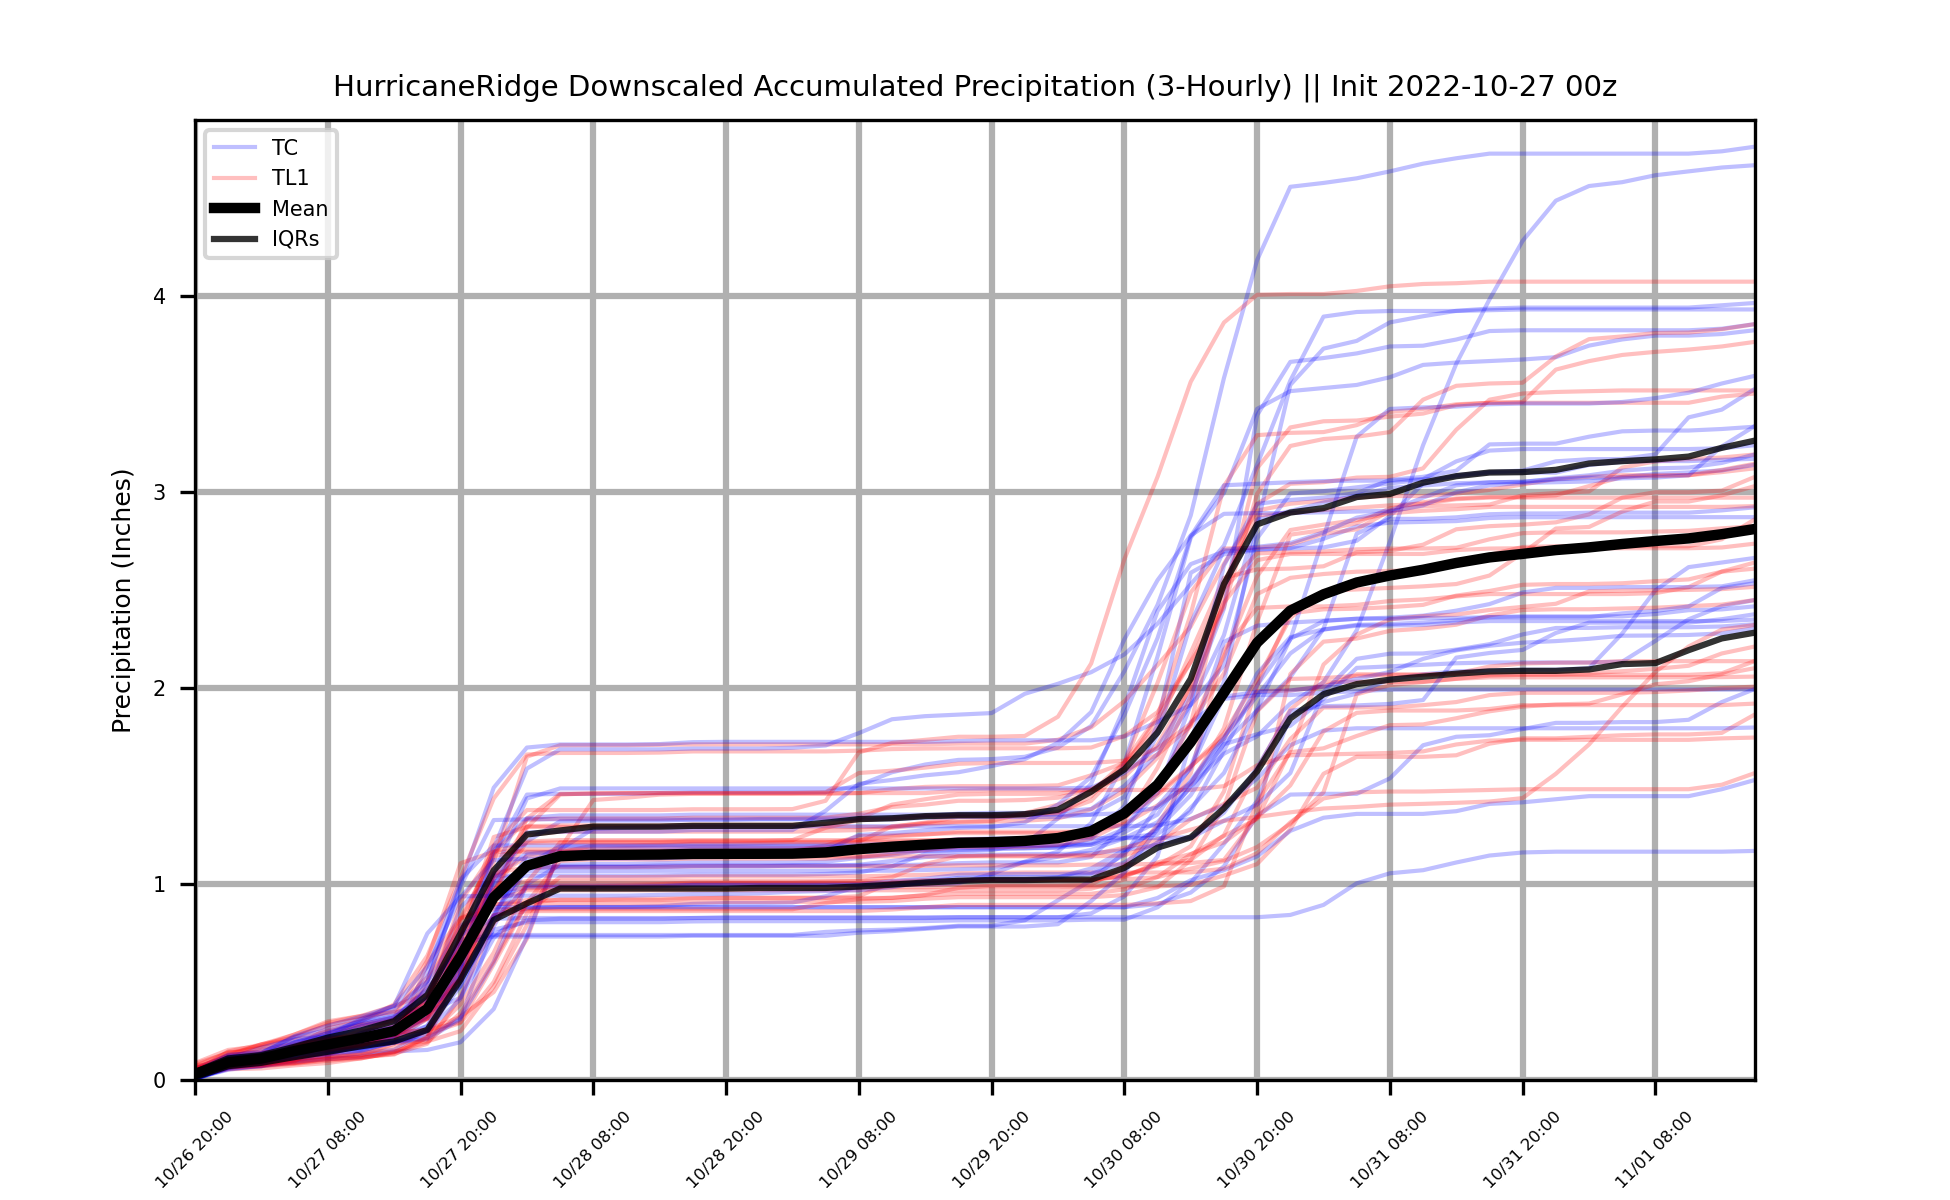 HurricaneRidge Downscaled Accumulated Precipitation (3-Hourly) || Init 2022-10-27 00z
TC
TL1
Mean
IQRs
Precipitation (Inches)
4
3
2
1
0
10/26 20:00
10/27 08:00
10/27 20:00
10/28 08:00
10/28 20:00
10/29 08:00
10/29 20:00
10/30 08:00
10/30 20:00
10/31 08:00
10/31 20:00
11/01 08:00